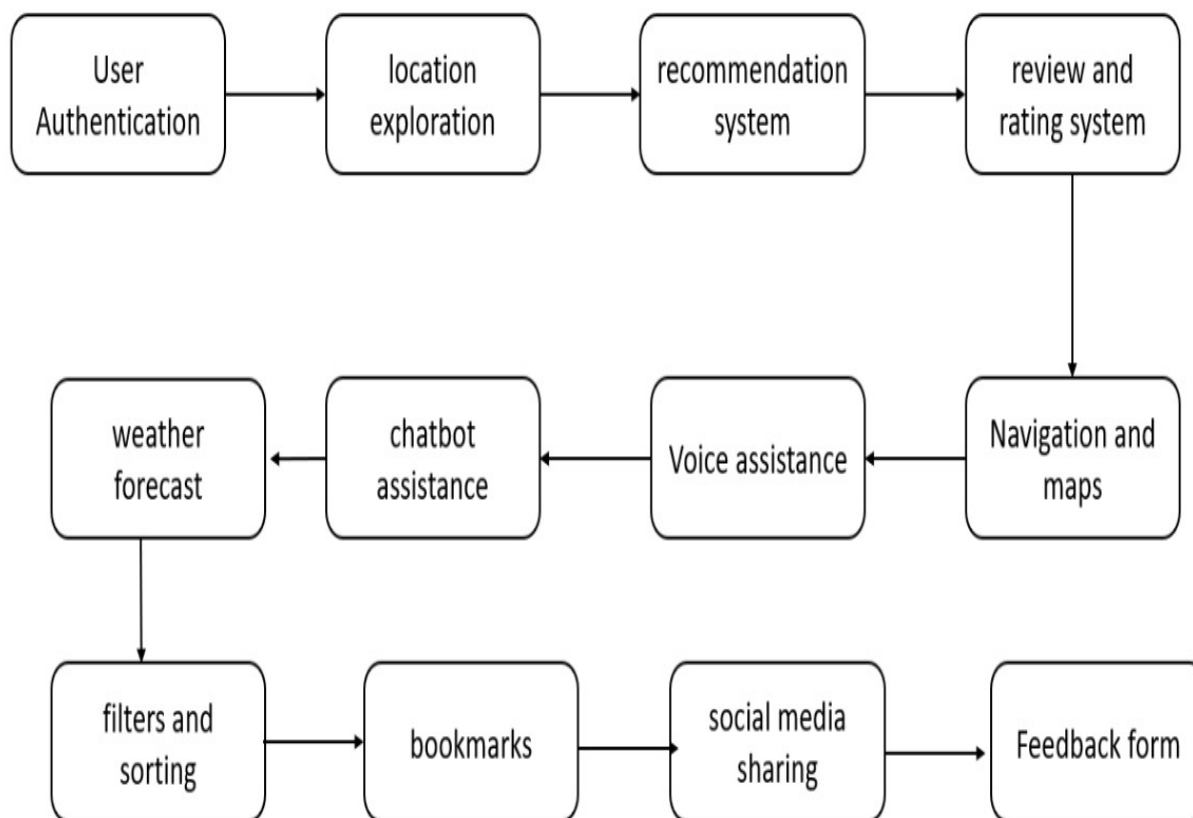 User
Authentication
location
exploration
recommendation
system
review and
rating system
weather
forecast
chatbot
assistance
Voice assistance
Navigation and
maps
filters and
sorting
bookmarks
social media
sharing
Feedback form